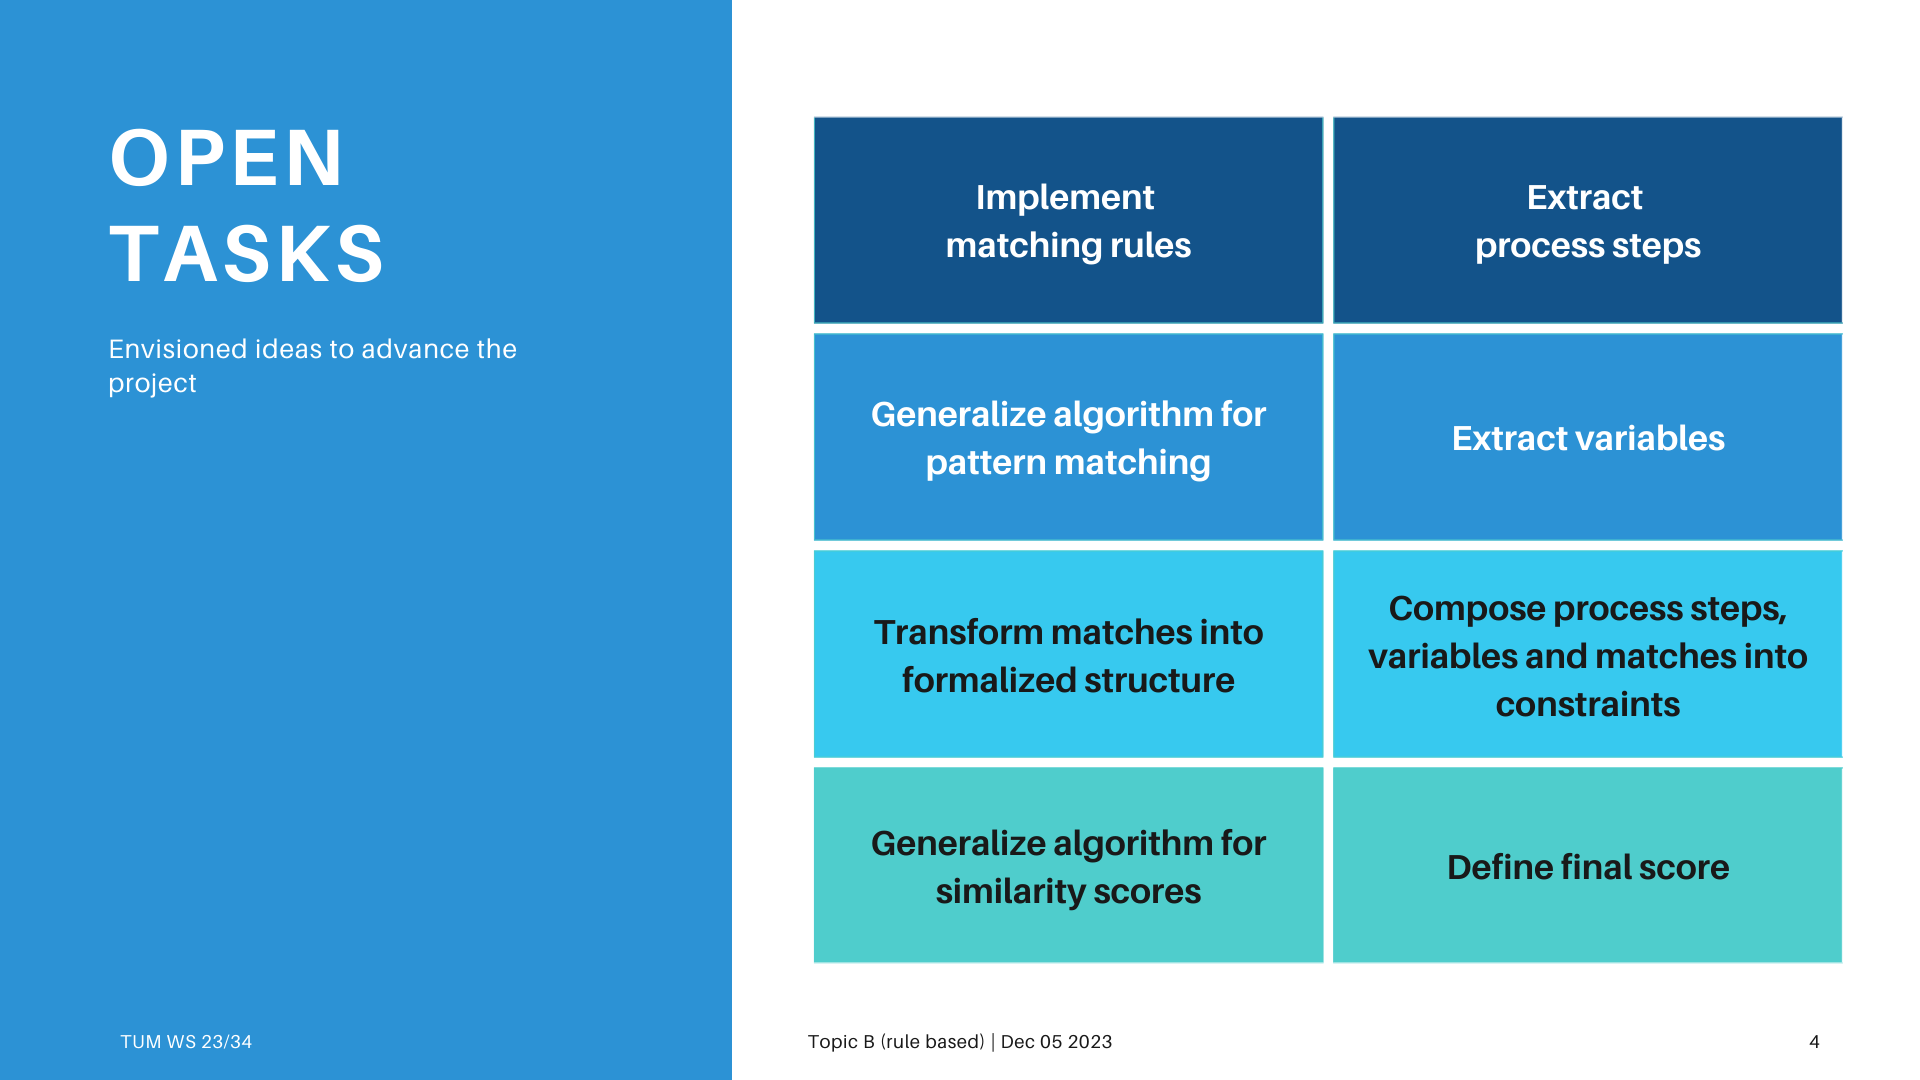 OPEN
TASKS
Envisioned ideas to advance the
project
Implement
matching rules
Extract
process steps
Generalize algorithm for
pattern matching
Extract variables
Transform matches into
formalized structure
Compose process steps,
variables and matches into
constraints
Generalize algorithm for
similarity scores
Define final score
TUM WS 23/34
Topic B (rule based) | Dec 05 2023
4